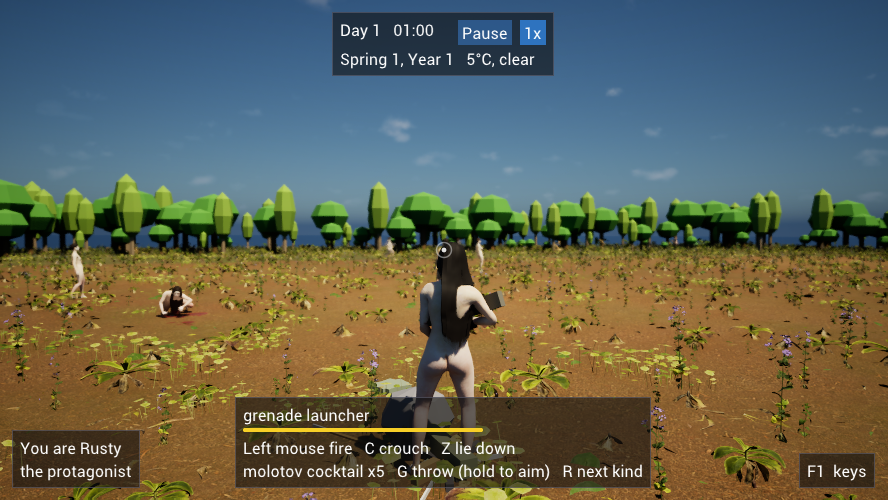 Day 1 01:00 Pause 1x
Spring 1, Year 1 5°C, clear
grenade launcher
Left mouse fire C crouch Z lie down
molotov cocktail x5 G throw (hold to aim) R next kind
You are Rusty
the protagonist
F1 keys